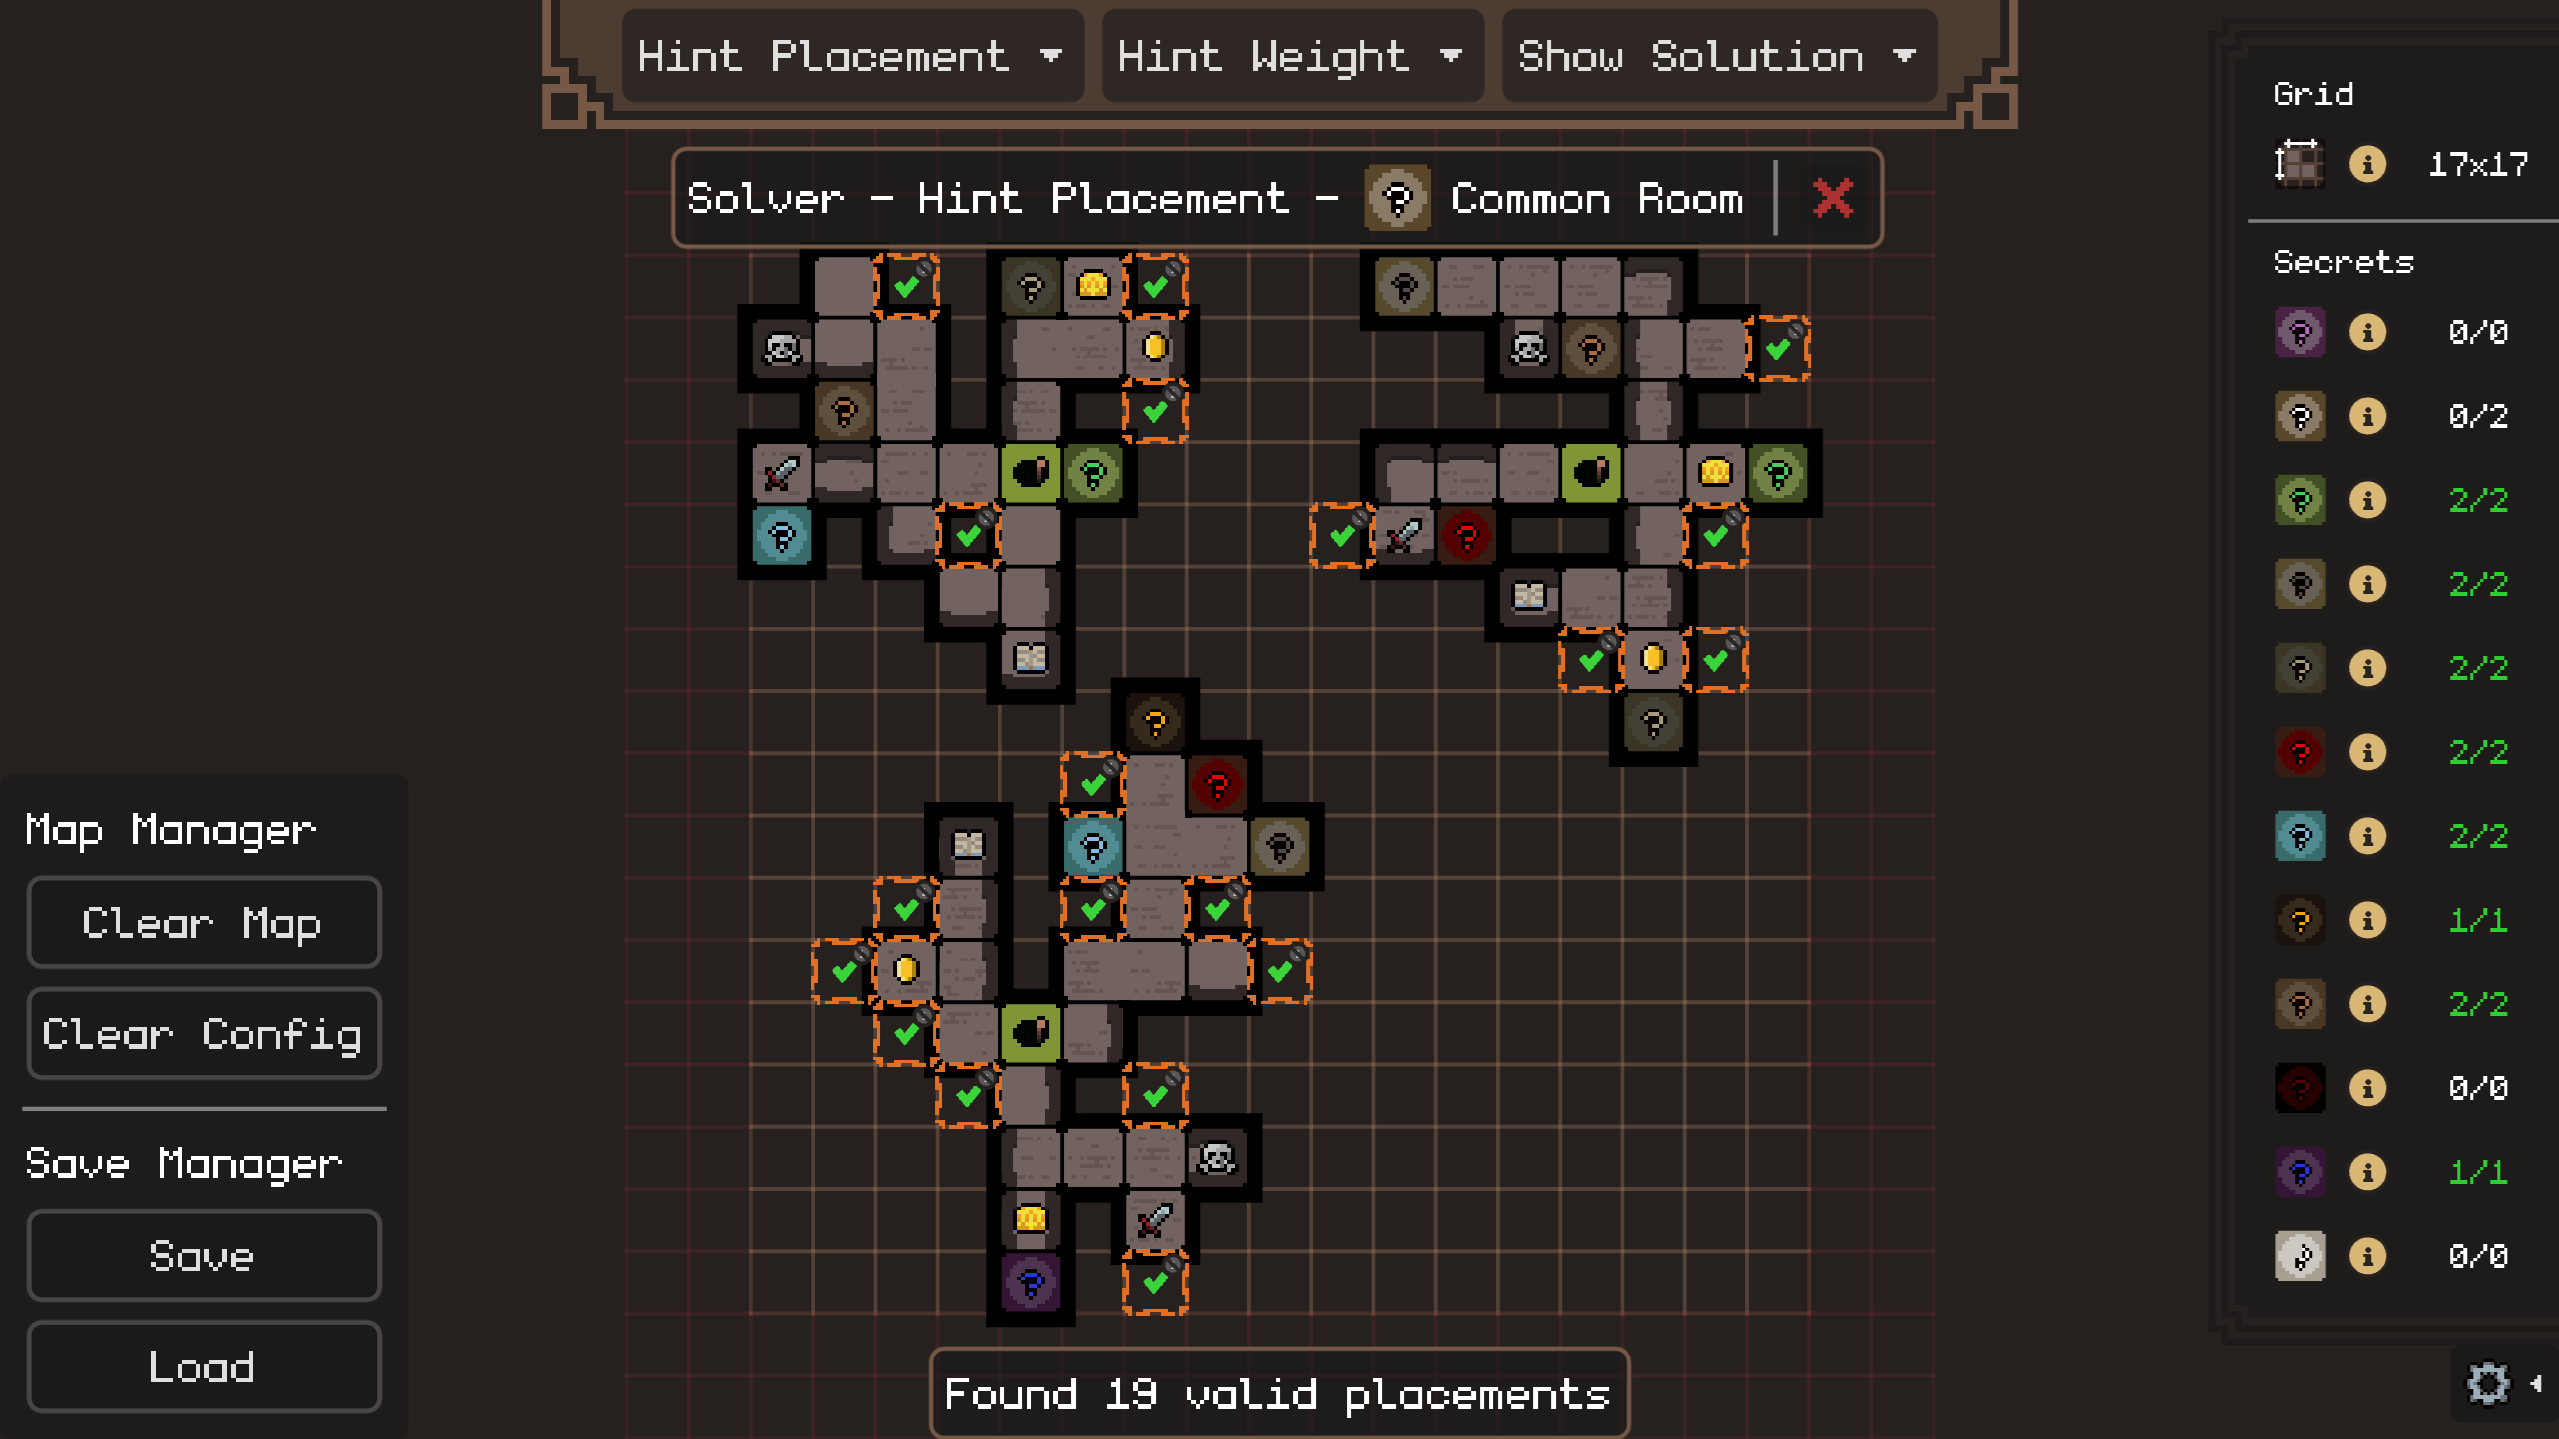 Hint Placement
Hint Weight
Show Solution
Solver - Hint Placement - Common Room
Grid
17x17
Secrets
0/0
0/2
2/2
2/2
2/2
2/2
2/2
1/1
2/2
0/0
1/1
0/0
Map Manager
Clear Map
Clear Config
Save Manager
Save
Load
Found 19 valid placements